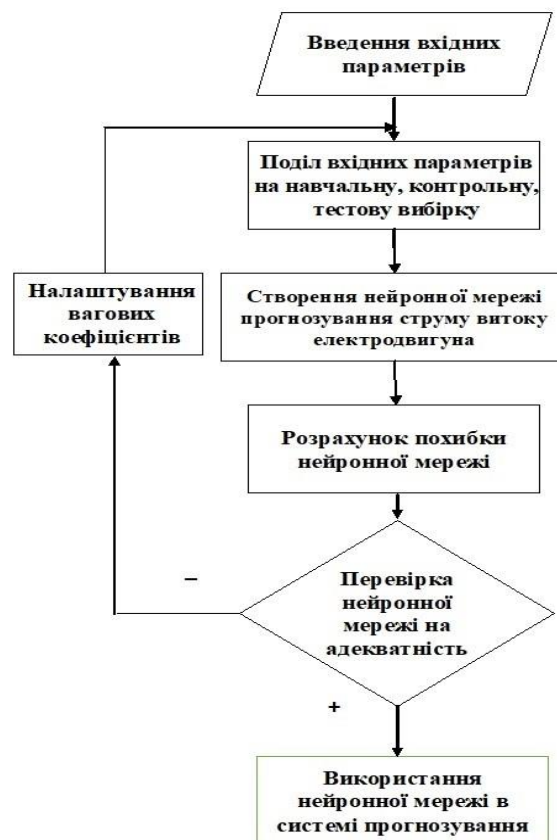 Введення вхідних
параметрів
Поділ вхідних параметрів
на навчальну, контрольну,
тестову вибірку
Налаштування
вагових
коефіцієнтів
Створення нейронної мережі
прогнозування струму витоку
електродвигуна
Розрахунок похибки
нейронної мережі
–
Перевірка
нейронної
мережі на
адекватність
+
Використання
нейронної мережі в
системі прогнозування